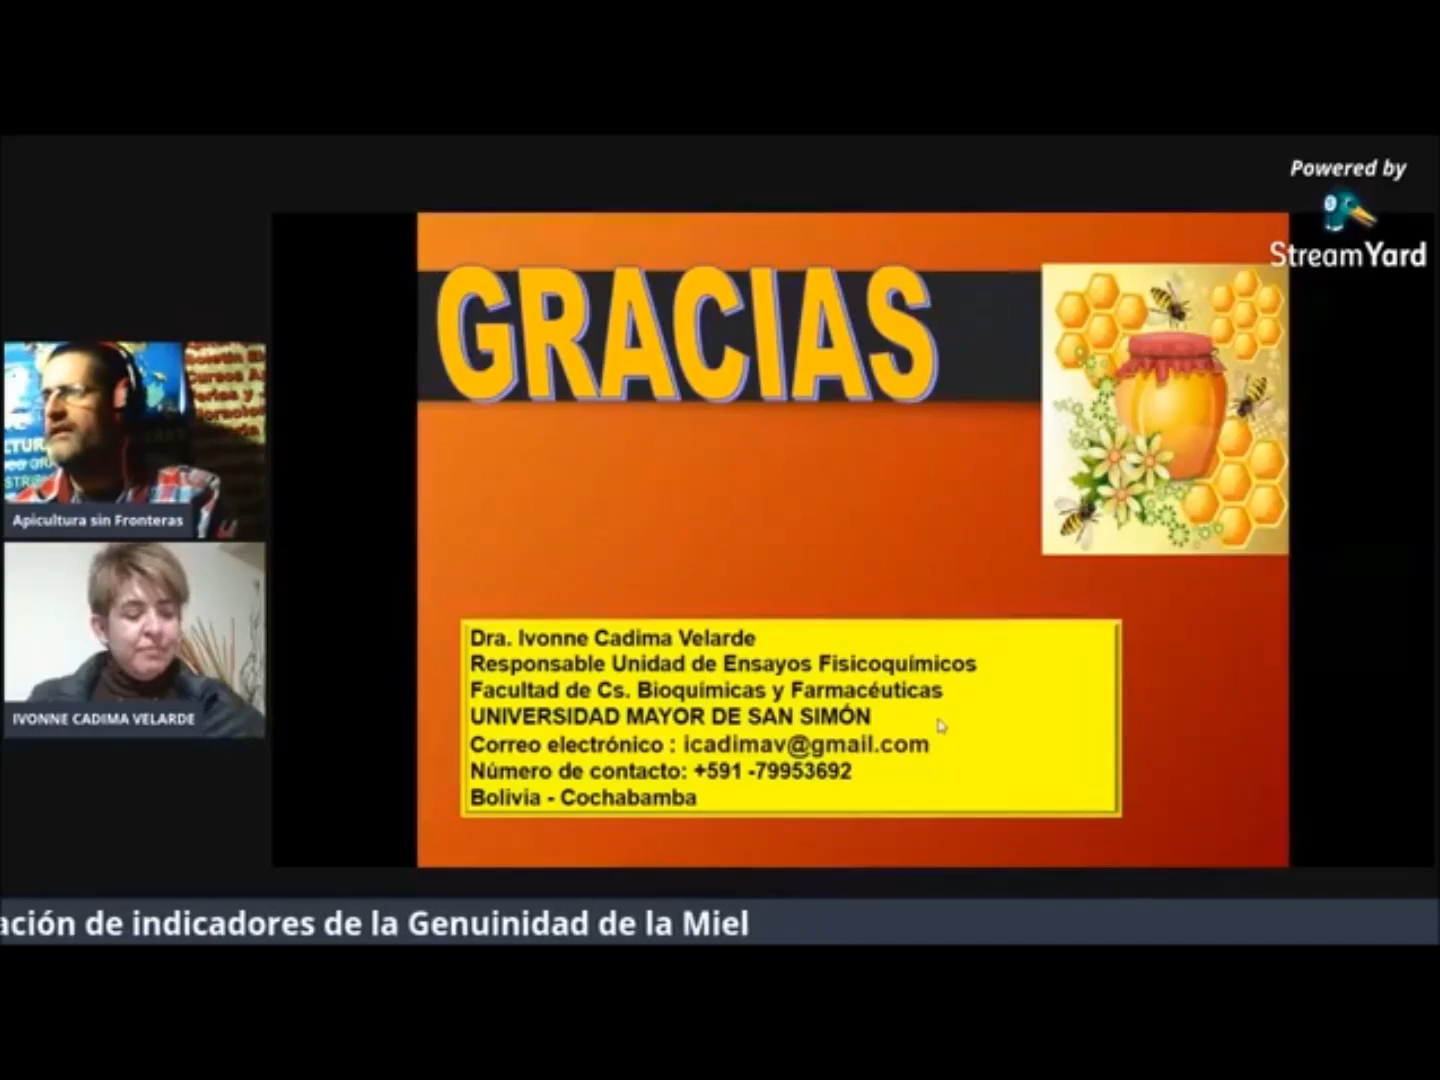 Powered by
StreamYard
GRACIAS
Apicultura sin Fronteras
IVONNE CADIMA VELARDE
Dra. Ivonne Cadima Velarde
Responsable Unidad de Ensayos Fisicoquímicos
Facultad de Cs. Bioquímicas y Farmacéuticas
UNIVERSIDAD MAYOR DE SAN SIMÓN
Correo electrónico : icadimav@gmail.com
Número de contacto: +591 -79953692
Bolivia - Cochabamba
ación de indicadores de la Genuinidad de la Miel